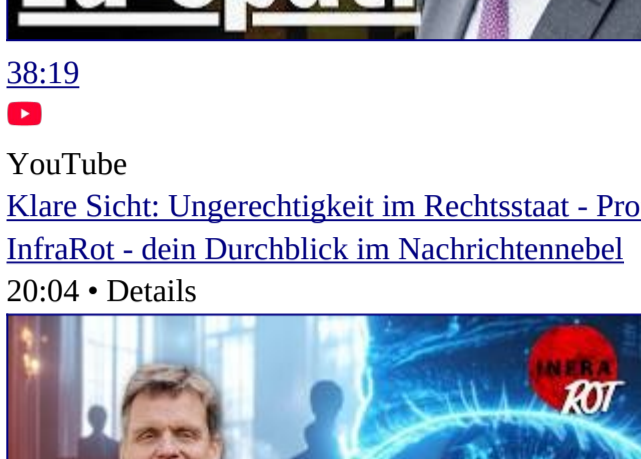 38:19
YouTube
Klare Sicht: Ungerechtigkeit im Rechtsstaat - Pro
InfraRot - dein Durchblick im Nachrichtennebel
20:04 • Details
INFRA
ROT